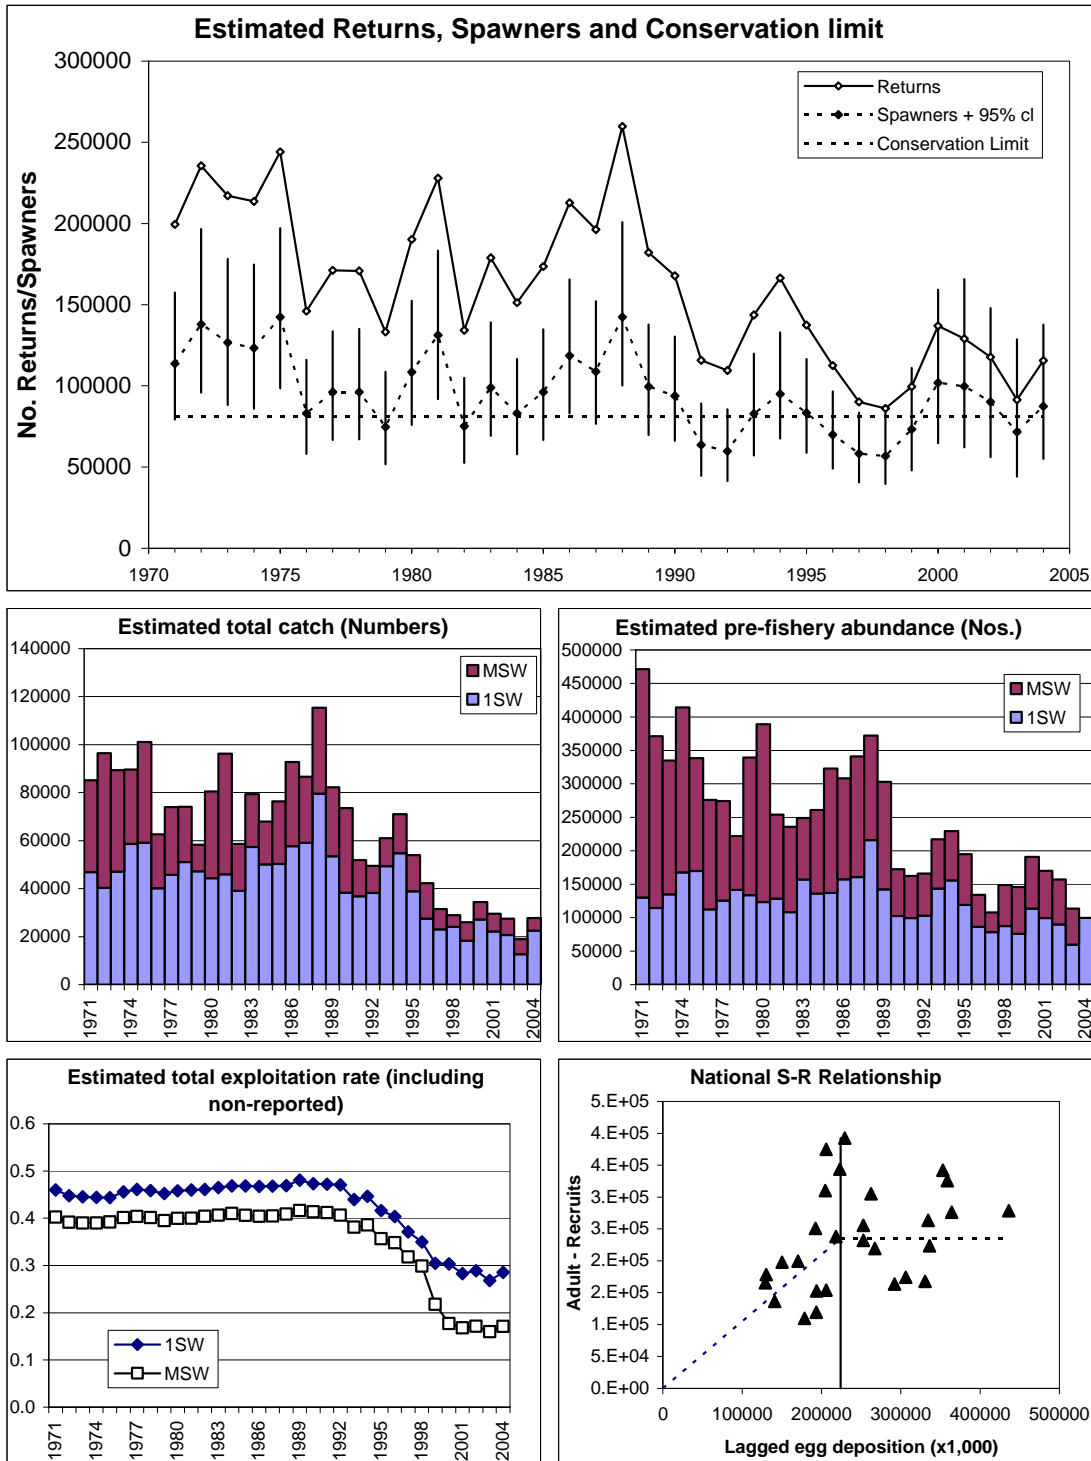 Estimated Returns, Spawners and Conservation limit
No. Returns/Spawners
300000
250000
200000
150000
100000
50000
0
Returns
Spawners + 95% cl
Conservation Limit
1970 1975 1980 1985 1990 1995 2000 2005
Estimated total catch (Numbers)
140000
120000
100000
80000
60000
40000
20000
0
MSW
1SW
1971 1974 1977 1980 1983 1986 1989 1992 1995 1998 2001 2004
Estimated pre-fishery abundance (Nos.)
500000
450000
400000
350000
300000
250000
200000
150000
100000
50000
0
MSW
1SW
1971 1974 1977 1980 1983 1986 1989 1992 1995 1998 2001 2004
Estimated total exploitation rate (including
non-reported)
0.6
0.5
0.4
0.3
0.2
0.1
0.0
1SW
MSW
1971 1974 1977 1980 1983 1986 1989 1992 1995 1998 2001 2004
National S-R Relationship
Adult - Recruits
5.E+05
4.E+05
4.E+05
3.E+05
3.E+05
2.E+05
2.E+05
1.E+05
5.E+04
0.E+00
0 100000 200000 300000 400000 500000
Lagged egg deposition (x1,000)